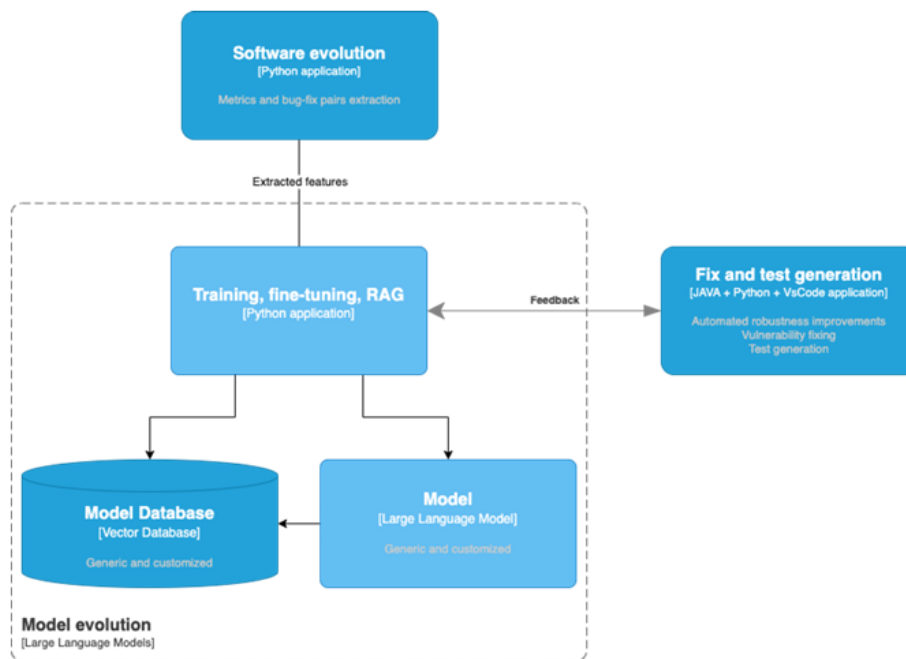 Software evolution
[Python application]
Metrics and bug-fix pairs extraction
Extracted features
Training, fine-tuning, RAG
[Python application]
Feedback
Fix and test generation
[JAVA + Python + VsCode application]
Automated robustness improvements
Vulnerability fixing
Test generation
Model Database
[Vector Database]
Generic and customized
Model
[Large Language Model]
Generic and customized
Model evolution
[Large Language Models]